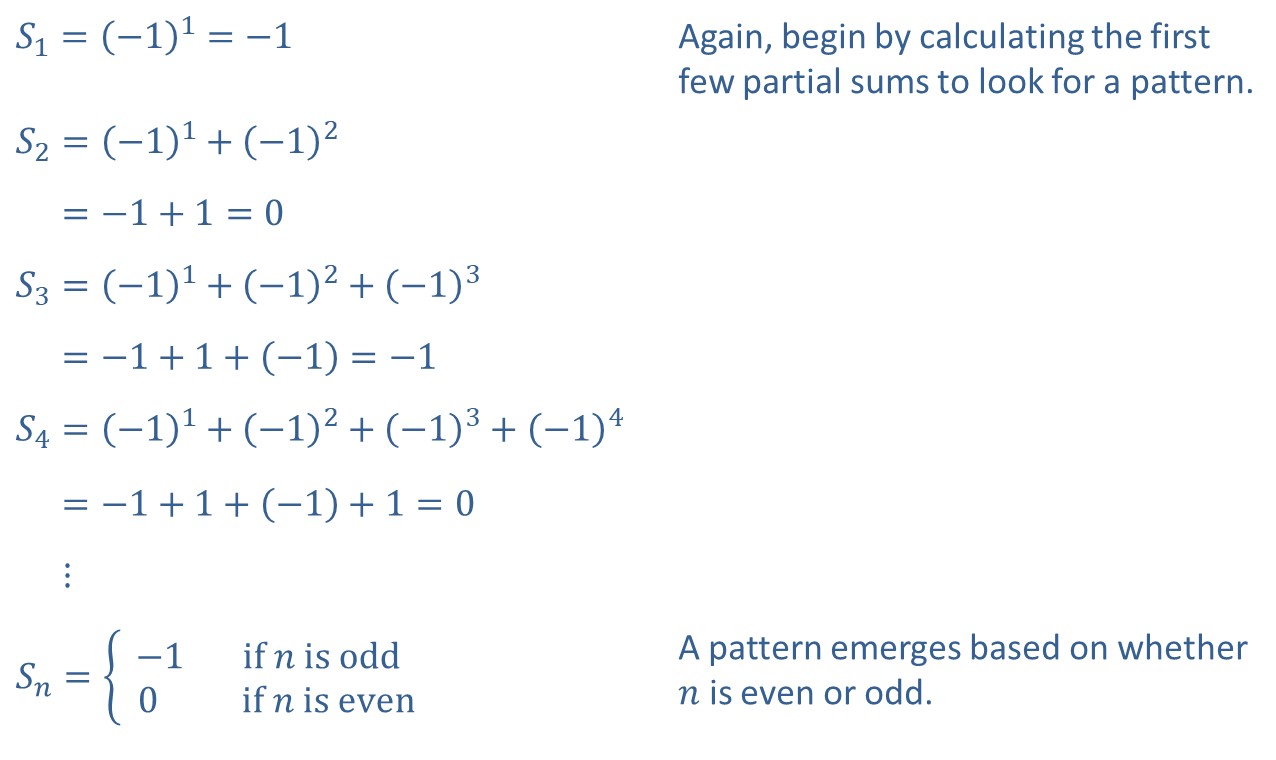 S₁ = (−1)¹ = −1
Again, begin by calculating the first
few partial sums to look for a pattern.
S₂ = (−1)¹ + (−1)²
= −1 + 1 = 0
S₃ = (−1)¹ + (−1)² + (−1)³
= −1 + 1 + (−1) = −1
S₄ = (−1)¹ + (−1)² + (−1)³ + (−1)⁴
= −1 + 1 + (−1) + 1 = 0
⋮
Sₙ = { −1 if n is odd
0 if n is even
A pattern emerges based on whether
n is even or odd.